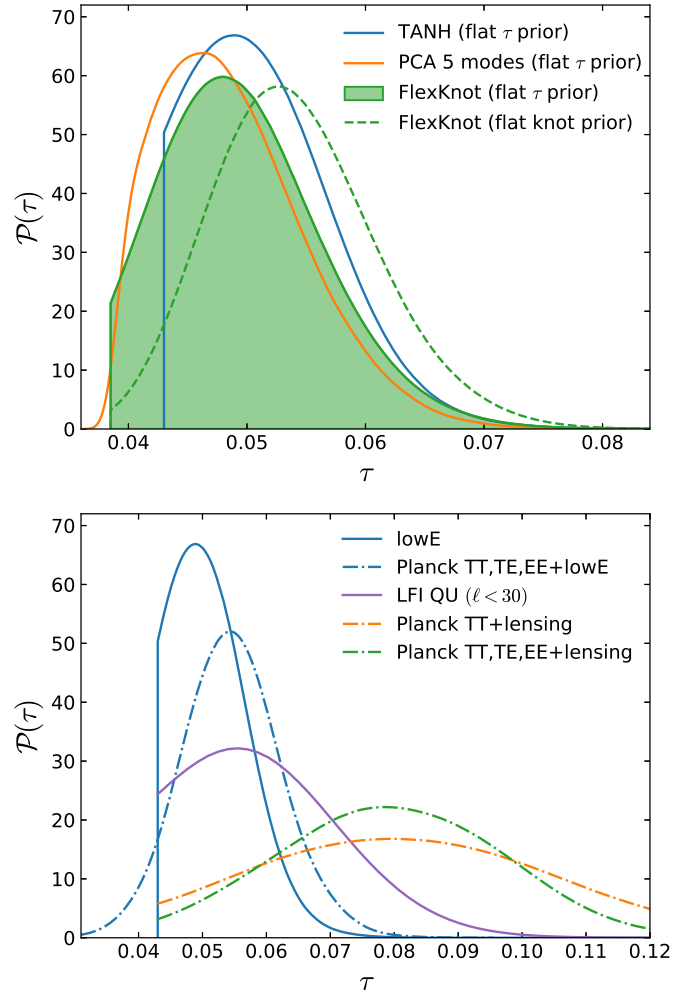 70
60
50
40
30
20
10
0
P(τ)
TANH (flat τ prior)
PCA 5 modes (flat τ prior)
FlexKnot (flat τ prior)
FlexKnot (flat knot prior)
0.04 0.05 0.06 0.07 0.08
τ
70
60
50
40
30
20
10
0
P(τ)
lowE
Planck TT,TE,EE+lowE
LFI QU (ℓ < 30)
Planck TT+lensing
Planck TT,TE,EE+lensing
0.04 0.05 0.06 0.07 0.08 0.09 0.10 0.11 0.12
τ